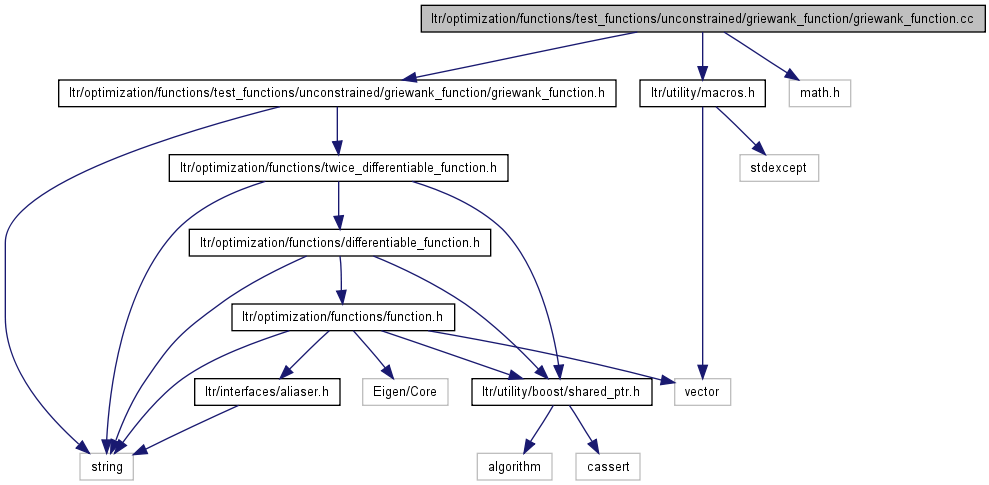 ltr/optimization/functions/test_functions/unconstrained/griewank_function/griewank_function.cc
ltr/optimization/functions/test_functions/unconstrained/griewank_function/griewank_function.h
ltr/utility/macros.h
math.h
ltr/optimization/functions/twice_differentiable_function.h
stdexcept
ltr/optimization/functions/differentiable_function.h
ltr/optimization/functions/function.h
ltr/interfaces/aliaser.h
Eigen/Core
ltr/utility/boost/shared_ptr.h
vector
string
algorithm
cassert